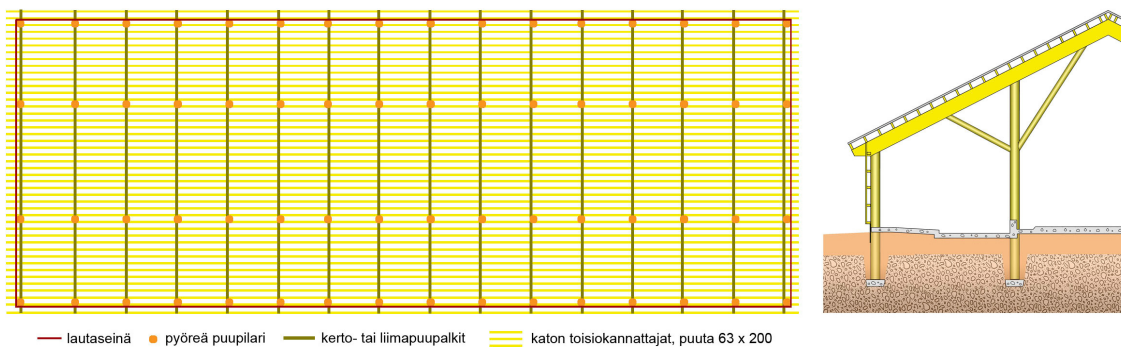 lautaseinä pyöreä puupilari kerto- tai liimapuupalkit katon toisiokannattajat, puuta 63 x 200